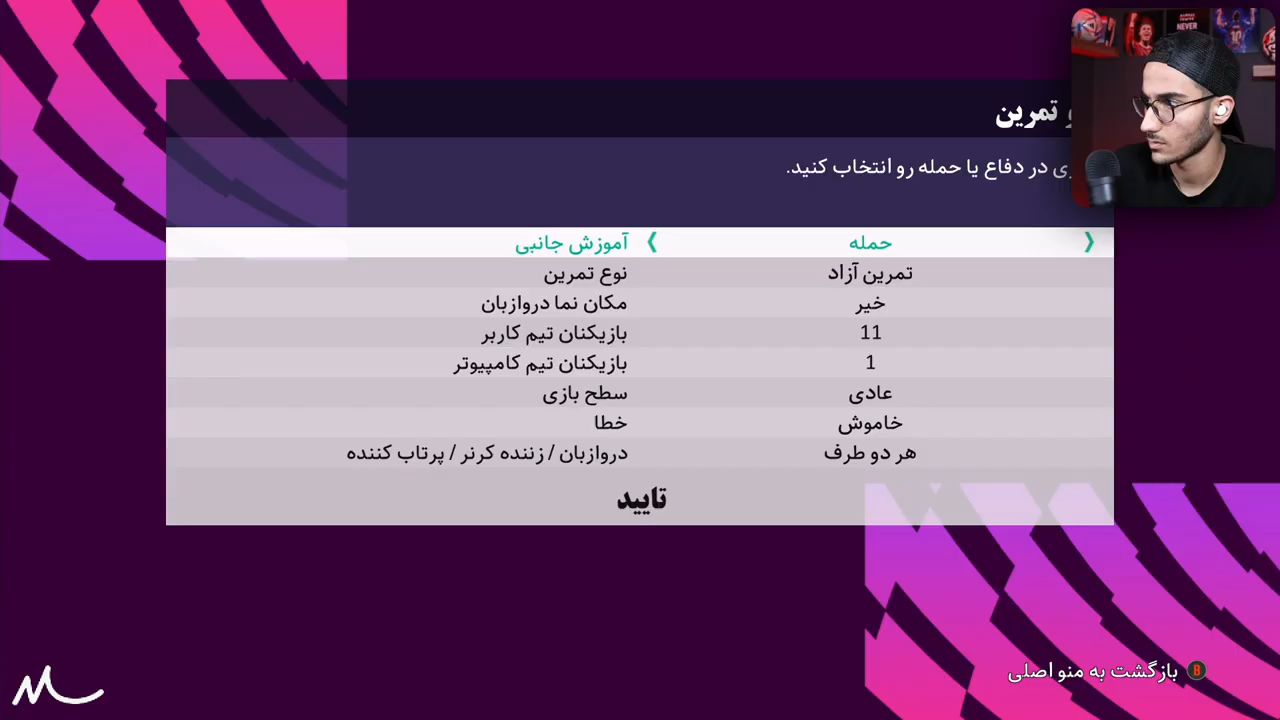 و تمرین
ی در دفاع یا حمله رو انتخاب کنید.
آموزش جانبی حمله
نوع تمرین تمرین آزاد
مکان نما دروازبان خیر
بازیکنان تیم کاربر 11
بازیکنان تیم کامپیوتر 1
سطح بازی عادی
خطا خاموش
دروازبان / زننده کرنر / پرتاب کننده هر دو طرف
تایید
B بازگشت به منو اصلی
NEVER
10